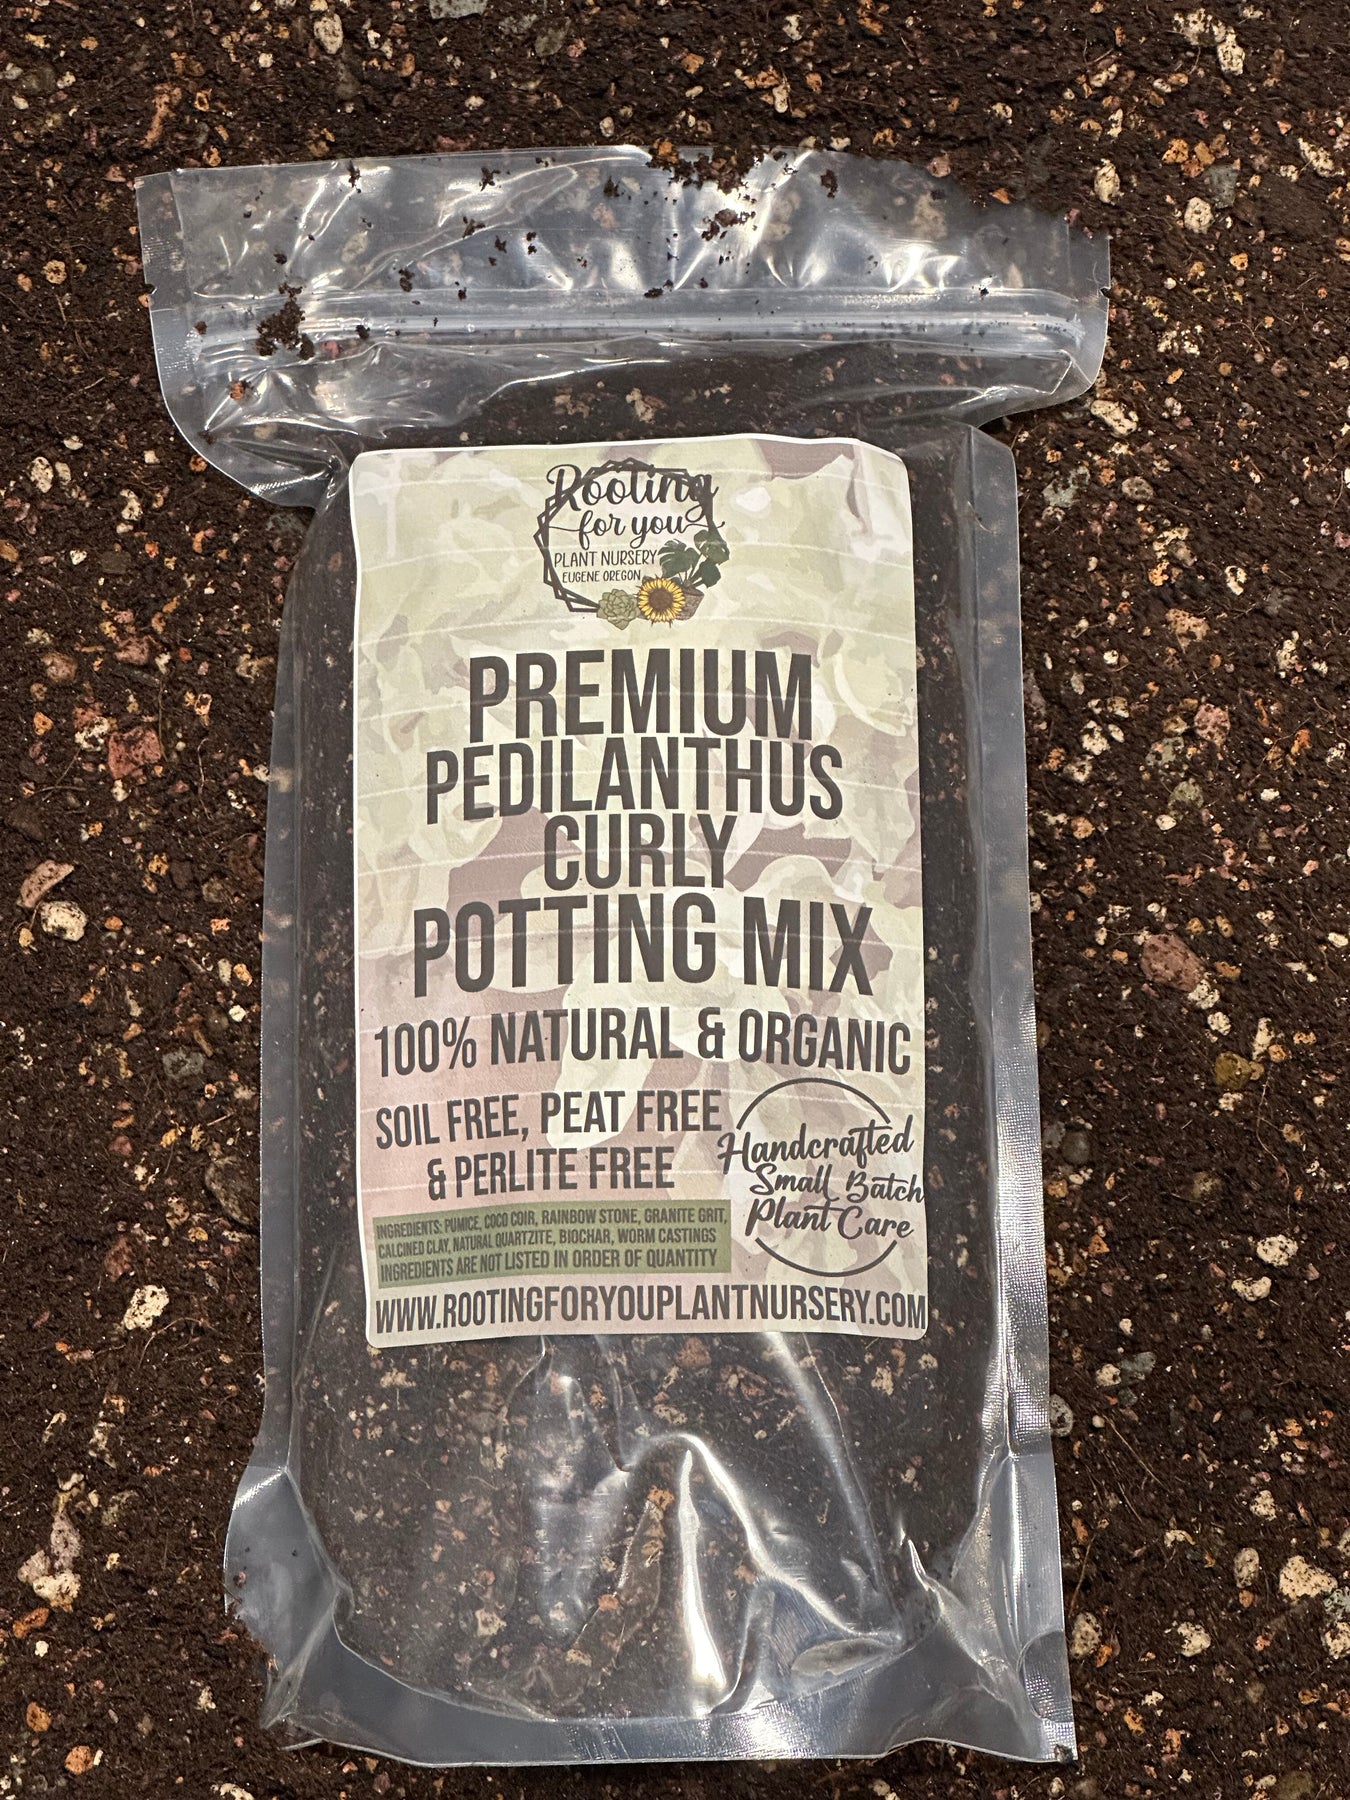 Rooting
for you
PLANT NURSERY
EUGENE OREGON
PREMIUM
PEDILANTHUS
CURLY
POTTING MIX
100% NATURAL & ORGANIC
SOIL FREE, PEAT FREE
& PERLITE FREE
Handcrafted
Small Batch
Plant Care
INGREDIENTS: PUMICE, COCO COIR, RAINBOW STONE, GRANITE GRIT,
CALCINED CLAY, NATURAL QUARTZITE, BIOCHAR, WORM CASTINGS
INGREDIENTS ARE NOT LISTED IN ORDER OF QUANTITY
WWW.ROOTINGFORYOUPLANTNURSERY.COM